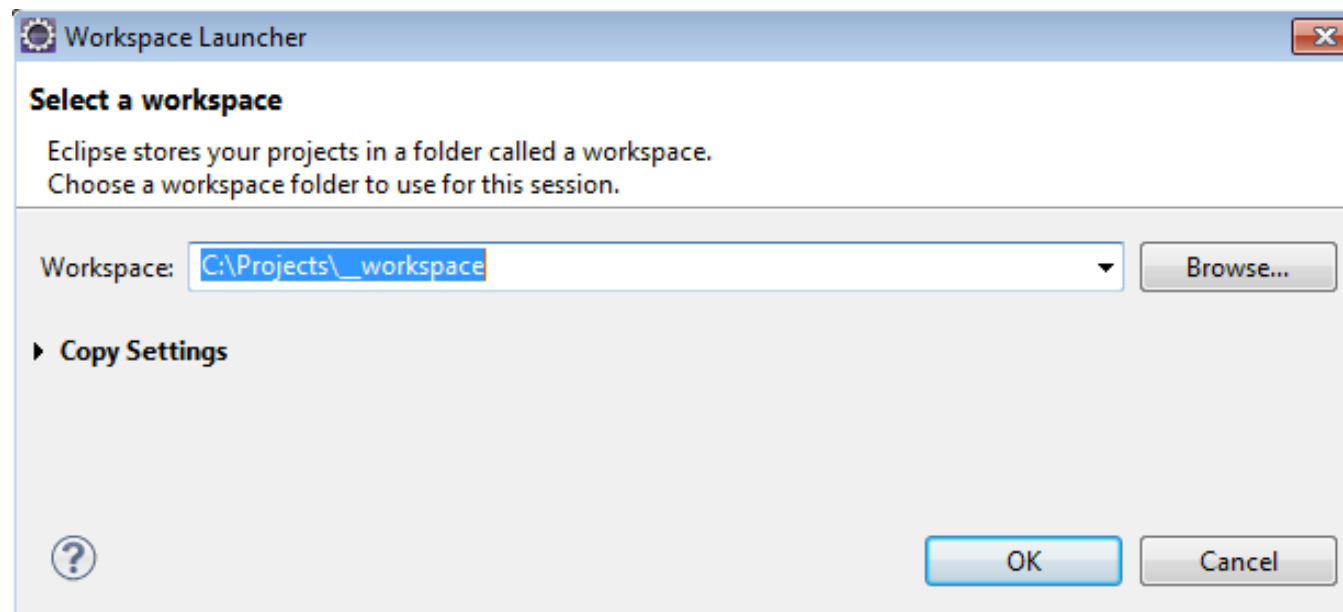 Workspace Launcher
Select a workspace
Eclipse stores your projects in a folder called a workspace.
Choose a workspace folder to use for this session.
Workspace: C:\Projects\__workspace Browse...
Copy Settings
? OK Cancel